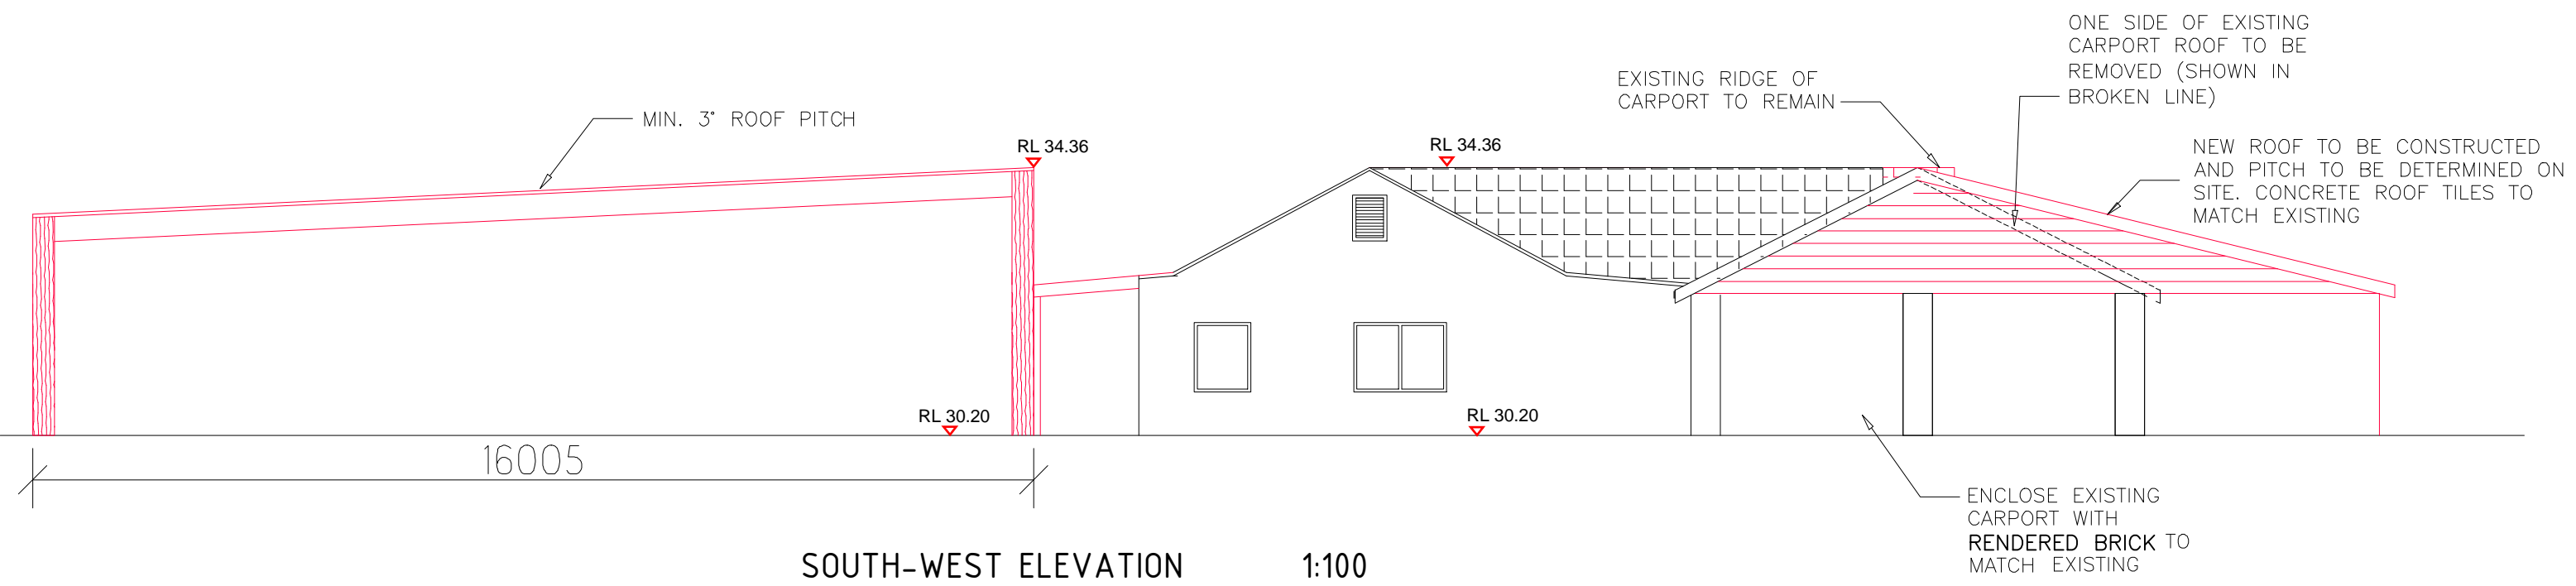 ONE SIDE OF EXISTING
CARPORT ROOF TO BE
REMOVED (SHOWN IN
BROKEN LINE)
EXISTING RIDGE OF
CARPORT TO REMAIN
MIN. 3° ROOF PITCH
RL 34.36
RL 34.36
NEW ROOF TO BE CONSTRUCTED
AND PITCH TO BE DETERMINED ON
SITE. CONCRETE ROOF TILES TO
MATCH EXISTING
RL 30.20
RL 30.20
16005
ENCLOSE EXISTING
CARPORT WITH
RENDERED BRICK TO
MATCH EXISTING
SOUTH-WEST ELEVATION 1:100